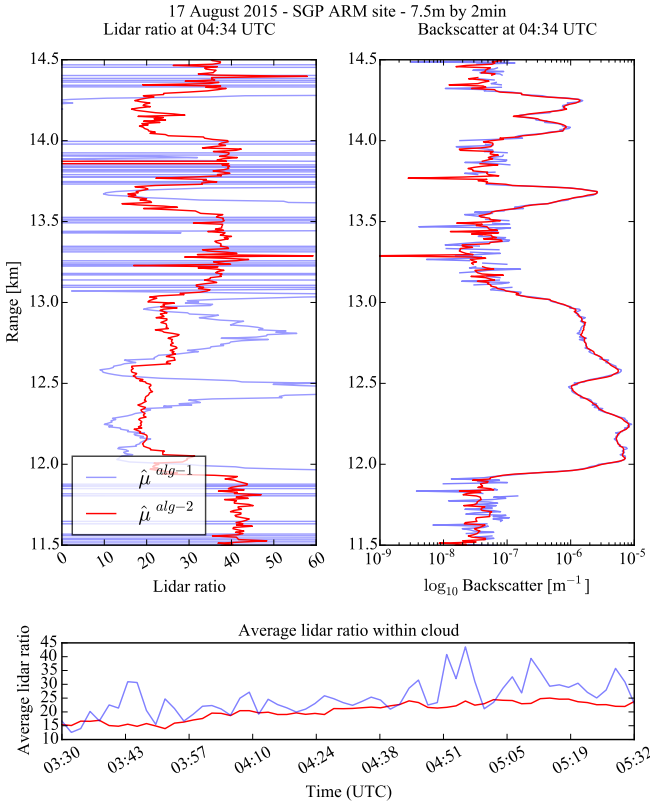 17 August 2015 - SGP ARM site - 7.5m by 2min
Lidar ratio at 04:34 UTC
Backscatter at 04:34 UTC
Range [km]
14.5
14.0
13.5
13.0
12.5
12.0
11.5
14.5
14.0
13.5
13.0
12.5
12.0
11.5
μ̂ alg−1
μ̂ alg−2
0 10 20 30 40 50 60
10⁻⁹ 10⁻⁸ 10⁻⁷ 10⁻⁶ 10⁻⁵
Lidar ratio
log₁₀ Backscatter [m⁻¹]
Average lidar ratio within cloud
Average lidar ratio
45
40
35
30
25
20
15
10
03:30 03:43 03:57 04:10 04:24 04:38 04:51 05:05 05:19 05:32
Time (UTC)